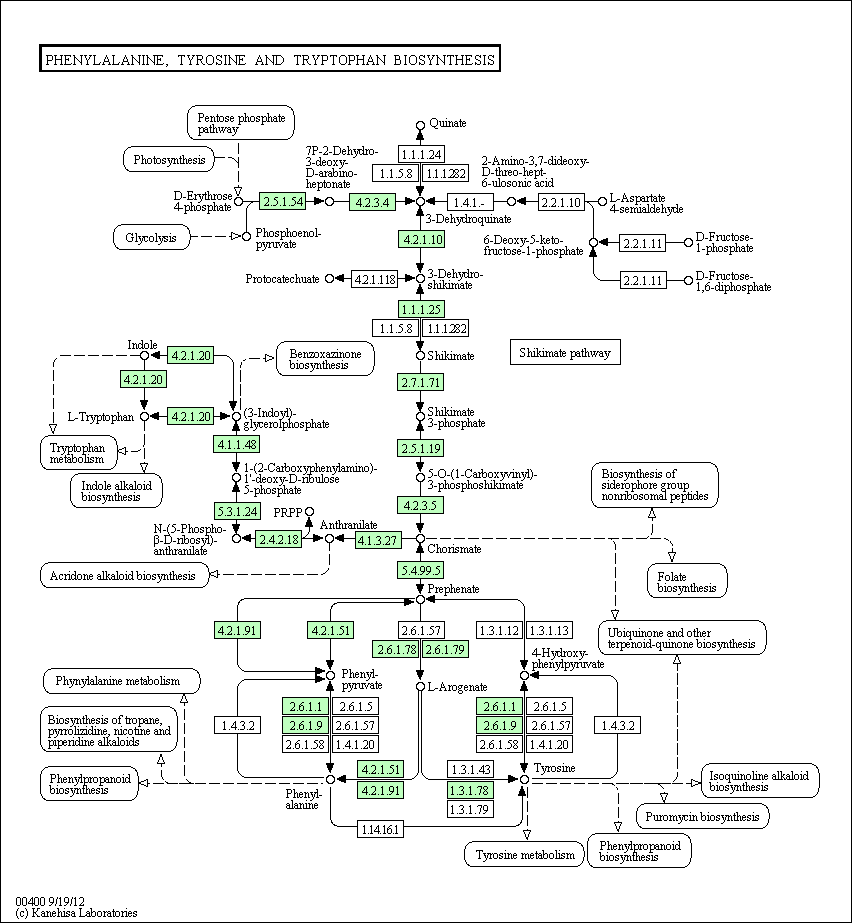 PHENYLALANINE, TYROSINE AND TRYPTOPHAN BIOSYNTHESIS
Pentose phosphate
pathway
Photosynthesis
Glycolysis
D-Erythrose
4-phosphate
Phosphoenol-
pyruvate
2.5.1.54
7P-2-Dehydro-
3-deoxy-
D-arabino-
heptonate
4.2.3.4
Quinate
1.1.1.24
1.1.5.8
1.1.1.282
3-Dehydroquinate
1.4.1.-
2-Amino-3,7-dideoxy-
D-threo-hept-
6-ulosonic acid
2.2.1.10
L-Aspartate
4-semialdehyde
6-Deoxy-5-keto-
fructose-1-phosphate
2.2.1.11
D-Fructose-
1-phosphate
2.2.1.11
D-Fructose-
1,6-diphosphate
4.2.1.10
Protocatechuate
4.2.1.118
3-Dehydro-
shikimate
1.1.1.25
1.1.5.8
1.1.1.282
Shikimate
Shikimate pathway
2.7.1.71
Shikimate
3-phosphate
2.5.1.19
5-O-(1-Carboxyvinyl)-
3-phosphoshikimate
4.2.3.5
Chorismate
Indole
4.2.1.20
4.2.1.20
Benzoxazinone
biosynthesis
L-Tryptophan
4.2.1.20
(3-Indoyl)-
glycerolphosphate
Tryptophan
metabolism
Indole alkaloid
biosynthesis
4.1.1.48
1-(2-Carboxyphenylamino)-
1'-deoxy-D-ribulose
5-phosphate
5.3.1.24
PRPP
N-(5-Phospho-
β-D-ribosyl)-
anthranilate
2.4.2.18
Anthranilate
4.1.3.27
Acridone alkaloid biosynthesis
Biosynthesis of
siderophore group
nonribosomal peptides
Folate
biosynthesis
Ubiquinone and other
terpenoid-quinone biosynthesis
5.4.99.5
Prephenate
4.2.1.91
4.2.1.51
2.6.1.57
2.6.1.78
2.6.1.79
1.3.1.12
1.3.1.13
Phenyl-
pyruvate
L-Arogenate
4-Hydroxy-
phenylpyruvate
Phynylalanine metabolism
Biosynthesis of tropane,
pyrrolizidine, nicotine and
piperidine alkaloids
Phenylpropanoid
biosynthesis
1.4.3.2
2.6.1.1
2.6.1.5
2.6.1.9
2.6.1.57
2.6.1.58
1.4.1.20
2.6.1.1
2.6.1.5
2.6.1.9
2.6.1.57
2.6.1.58
1.4.1.20
1.4.3.2
4.2.1.51
4.2.1.91
1.3.1.43
1.3.1.78
1.3.1.79
Tyrosine
Phenyl-
alanine
1.14.16.1
Isoquinoline alkaloid
biosynthesis
Puromycin biosynthesis
Phenylpropanoid
biosynthesis
Tyrosine metabolism
00400 9/19/12
(c) Kanehisa Laboratories